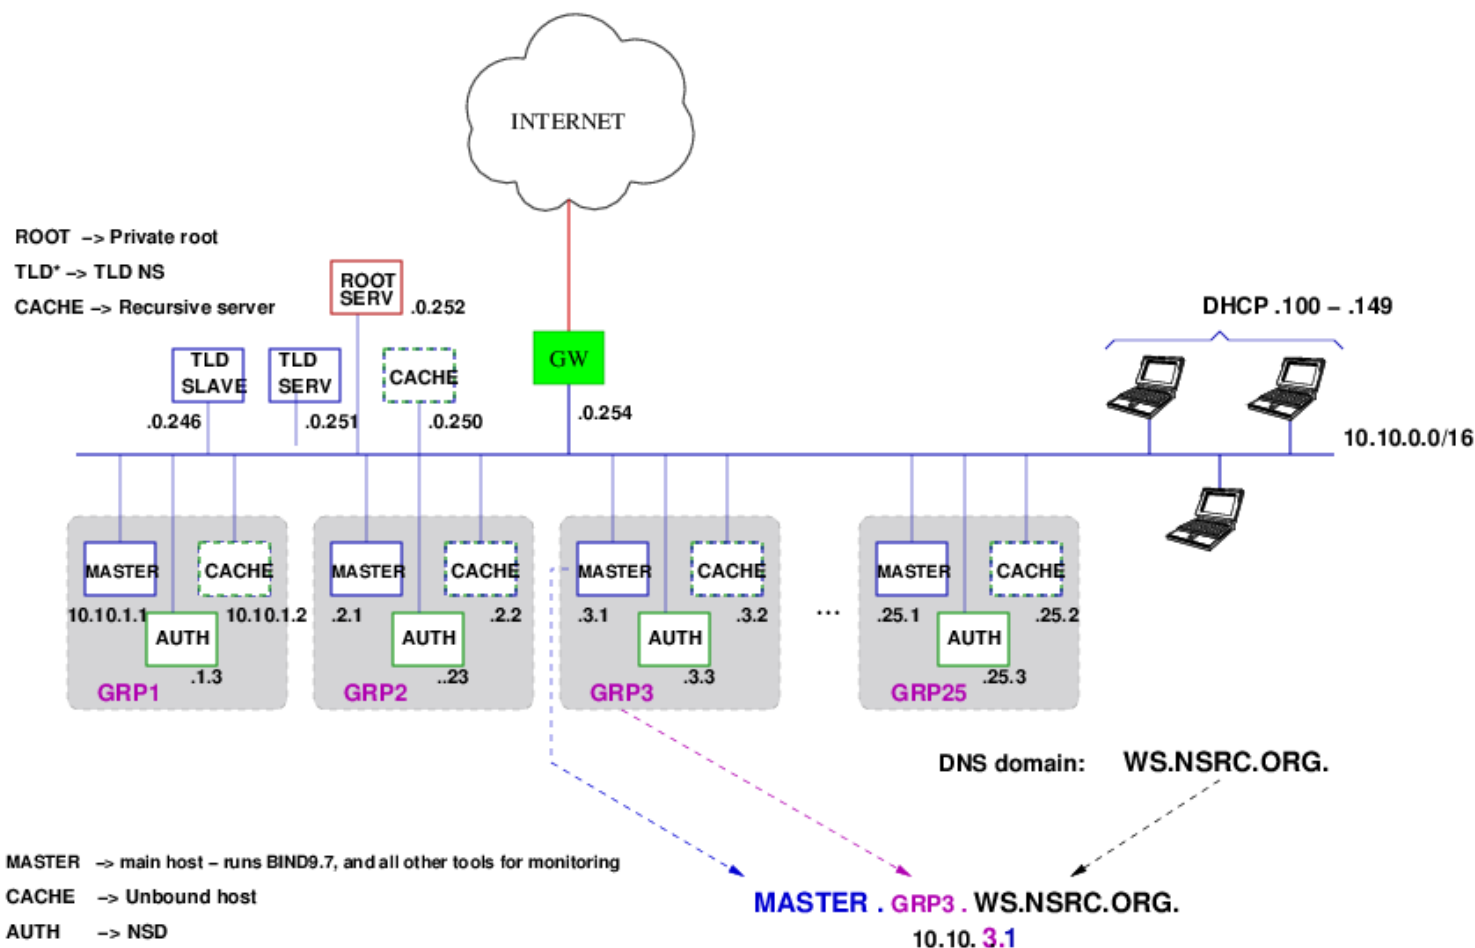 INTERNET
ROOT –> Private root
TLD* –> TLD NS
CACHE –> Recursive server
ROOT
SERV
.0.252
DHCP .100 – .149
TLD
SLAVE
.0.246
TLD
SERV
.0.251
CACHE
.0.250
GW
.0.254
10.10.0.0/16
MASTER
10.10.1.1
CACHE
10.10.1.2
AUTH
.1.3
GRP1
MASTER
.2.1
CACHE
.2.2
AUTH
..23
GRP2
MASTER
.3.1
CACHE
.3.2
AUTH
.3.3
GRP3
...
MASTER
.25.1
CACHE
.25.2
AUTH
.25.3
GRP25
DNS domain: WS.NSRC.ORG.
MASTER –> main host – runs BIND9.7, and all other tools for monitoring
CACHE –> Unbound host
AUTH –> NSD
MASTER . GRP3 . WS.NSRC.ORG.
10.10. 3.1